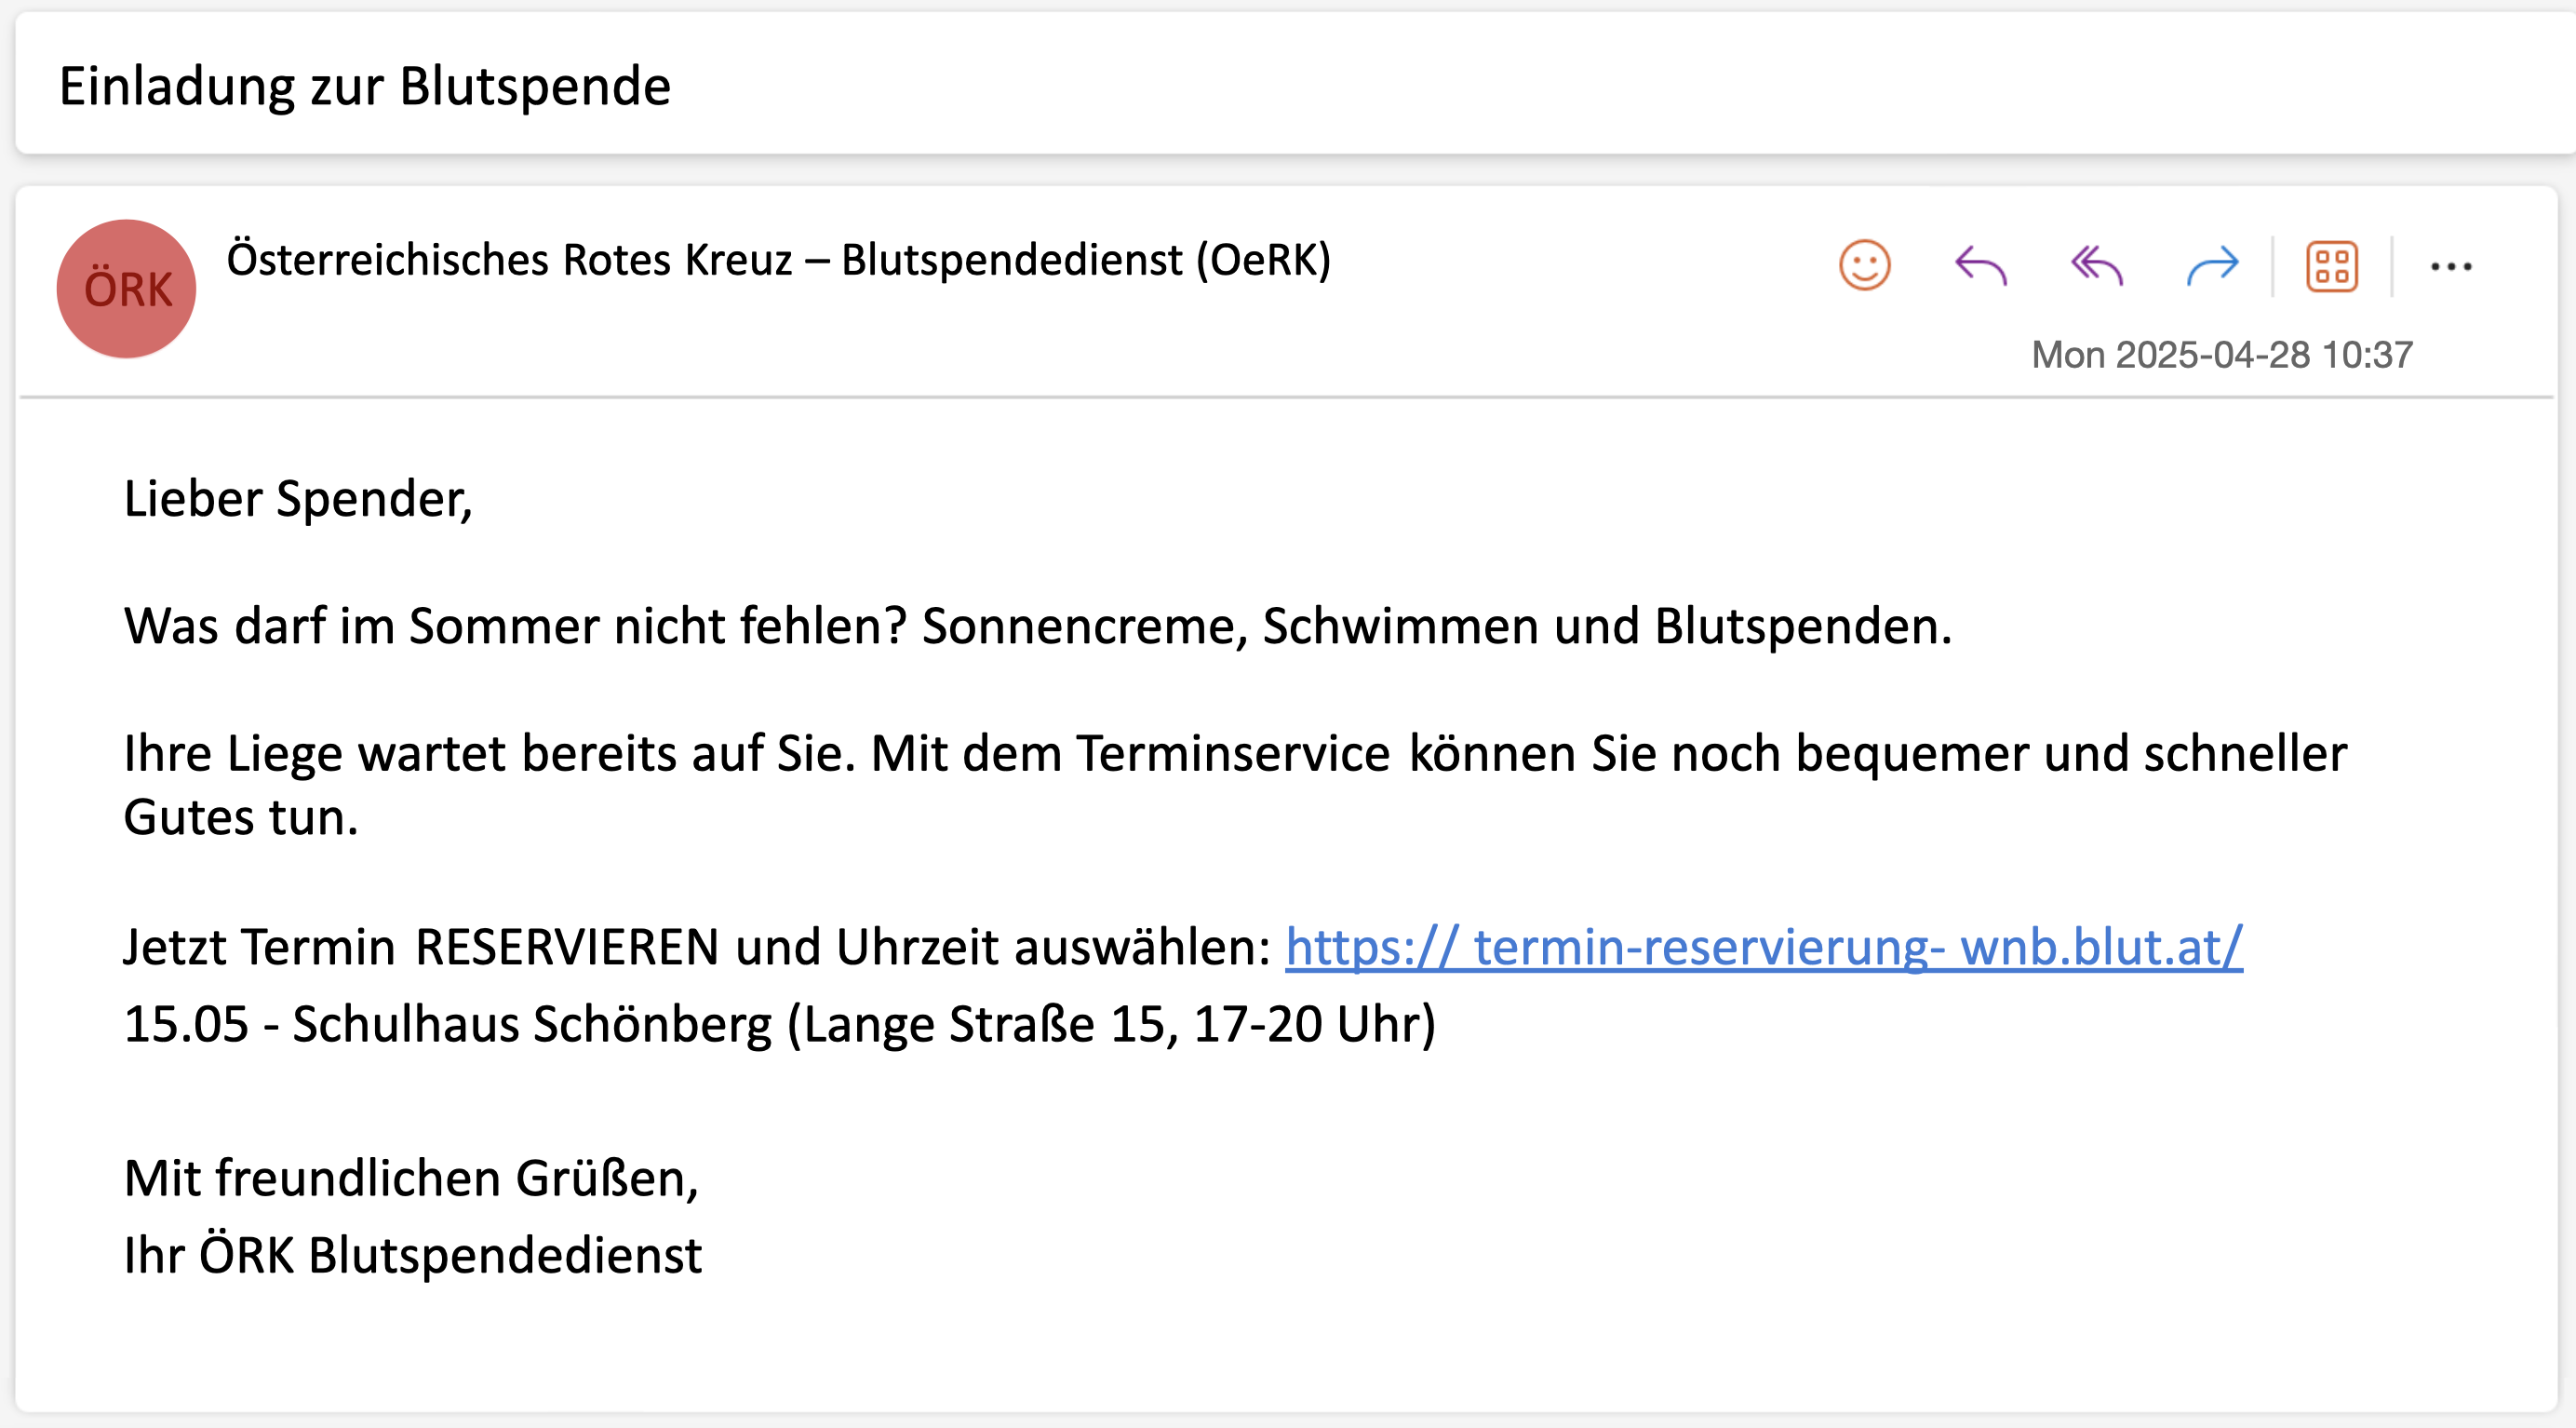 Einladung zur Blutspende
ÖRK
Österreichisches Rotes Kreuz – Blutspendedienst (OeRK)
Mon 2025-04-28 10:37
Lieber Spender,
Was darf im Sommer nicht fehlen? Sonnencreme, Schwimmen und Blutspenden.
Ihre Liege wartet bereits auf Sie. Mit dem Terminservice können Sie noch bequemer und schneller
Gutes tun.
Jetzt Termin RESERVIEREN und Uhrzeit auswählen: https:// termin-reservierung- wnb.blut.at/
15.05 - Schulhaus Schönberg (Lange Straße 15, 17-20 Uhr)
Mit freundlichen Grüßen,
Ihr ÖRK Blutspendedienst